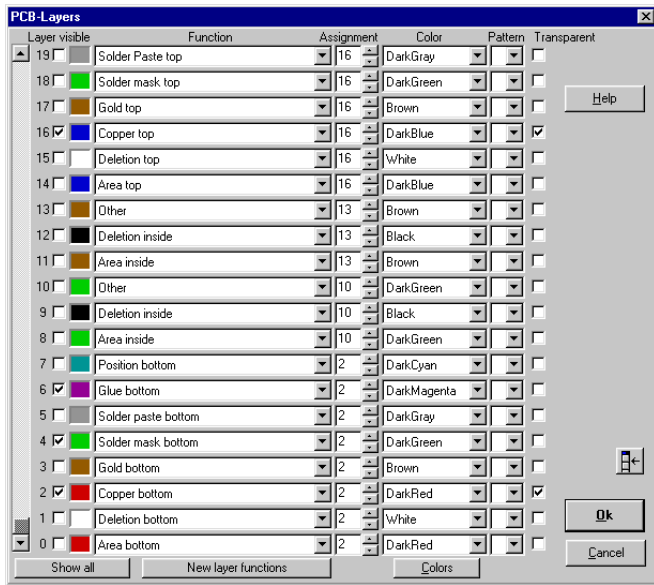 PCB-Layers
Layer visible Function Assignment Color Pattern Transparent
19 Solder Paste top 16 DarkGray
18 Solder mask top 16 DarkGreen
Help
17 Gold top 16 Brown
16 Copper top 16 DarkBlue
15 Deletion top 16 White
14 Area top 16 DarkBlue
13 Other 13 Brown
12 Deletion inside 13 Black
11 Area inside 13 Brown
10 Other 10 DarkGreen
9 Deletion inside 10 Black
8 Area inside 10 DarkGreen
7 Position bottom 2 DarkCyan
6 Glue bottom 2 DarkMagenta
5 Solder paste bottom 2 DarkGray
4 Solder mask bottom 2 DarkGreen
3 Gold bottom 2 Brown
2 Copper bottom 2 DarkRed
1 Deletion bottom 2 White
Ok
0 Area bottom 2 DarkRed
Cancel
Show all New layer functions Colors